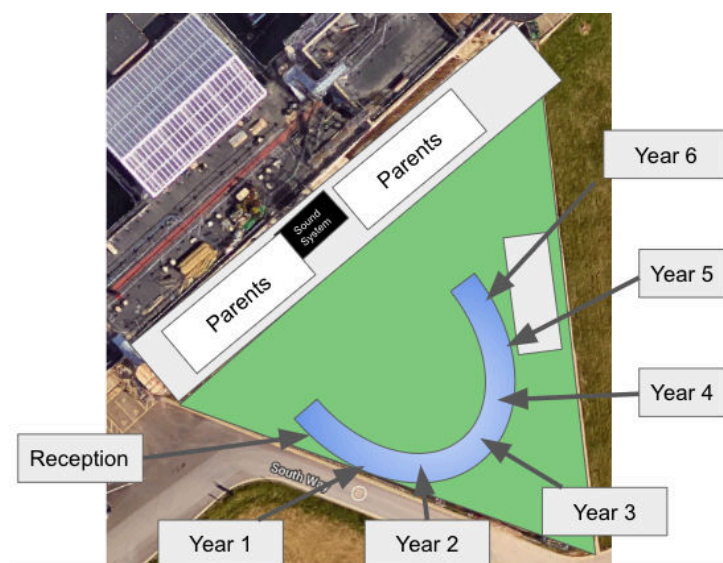 Year 6
Parents
Sound
System
Year 5
Parents
Year 4
Reception
South Way
Year 3
Year 1
Year 2